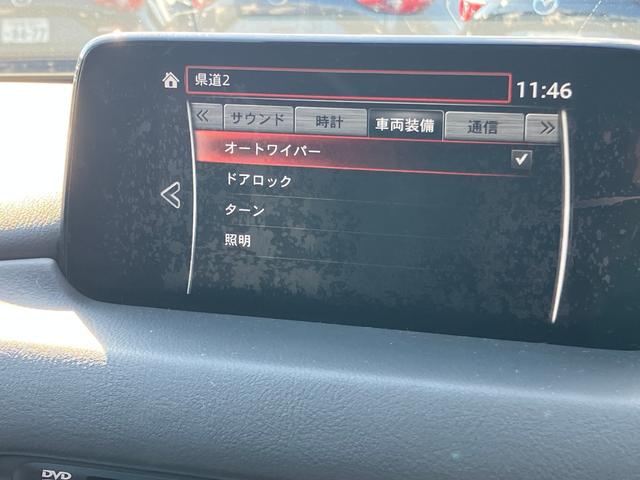 県道2
11:46
サウンド 時計 車両装備 通信
オートワイパー
ドアロック
ターン
照明
DVD